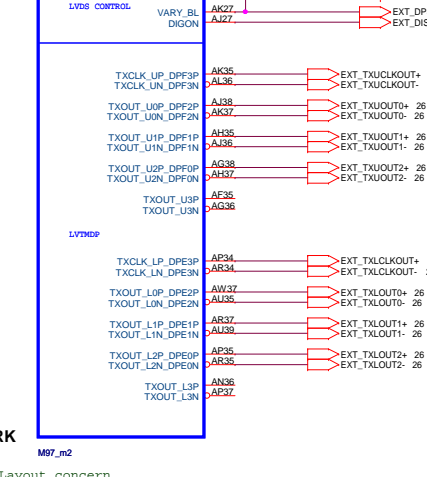 LVDS CONTROL
VARY_BL AK27 EXT_DP
DIGON AJ27 EXT_DIS
TXCLK_UP_DPF3P AK35 EXT_TXUCLKOUT+
TXCLK_UN_DPF3N AL36 EXT_TXUCLKOUT-
TXOUT_U0P_DPF2P AJ38 EXT_TXUOUT0+ 26
TXOUT_U0N_DPF2N AK37 EXT_TXUOUT0- 26
TXOUT_U1P_DPF1P AH35 EXT_TXUOUT1+ 26
TXOUT_U1N_DPF1N AJ36 EXT_TXUOUT1- 26
TXOUT_U2P_DPF0P AG38 EXT_TXUOUT2+ 26
TXOUT_U2N_DPF0N AH37 EXT_TXUOUT2- 26
TXOUT_U3P AF35
TXOUT_U3N AG36
LVTMDP
TXCLK_LP_DPE3P AP34 EXT_TXLCLKOUT+
TXCLK_LN_DPE3N AR34 EXT_TXLCLKOUT-
TXOUT_L0P_DPE2P AW37 EXT_TXLOUT0+ 26
TXOUT_L0N_DPE2N AU35 EXT_TXLOUT0- 26
TXOUT_L1P_DPE1P AR37 EXT_TXLOUT1+ 26
TXOUT_L1N_DPE1N AU39 EXT_TXLOUT1- 26
TXOUT_L2P_DPE0P AP35 EXT_TXLOUT2+ 26
TXOUT_L2N_DPE0N AR35 EXT_TXLOUT2- 26
TXOUT_L3P AN36
TXOUT_L3N AP37
RK
M97_m2
Layout concern